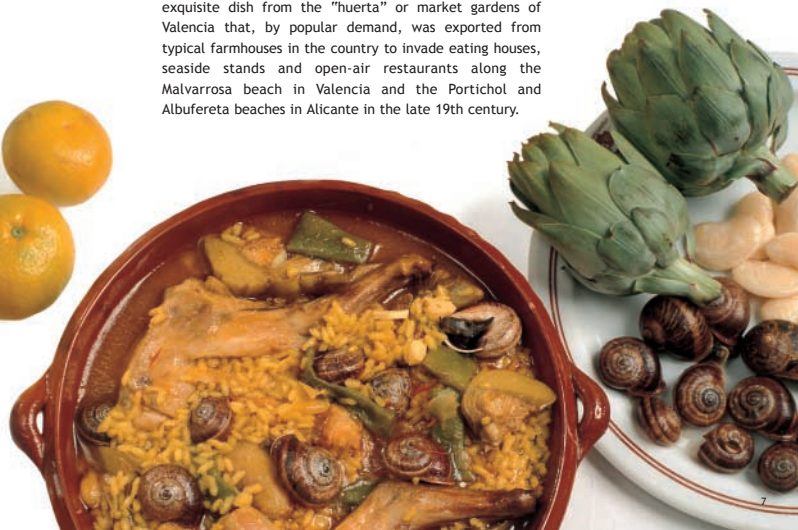 exquisite dish from the “huerta” or market gardens of
Valencia that, by popular demand, was exported from
typical farmhouses in the country to invade eating houses,
seaside stands and open-air restaurants along the
Malvarrosa beach in Valencia and the Portichol and
Albufereta beaches in Alicante in the late 19th century.
7